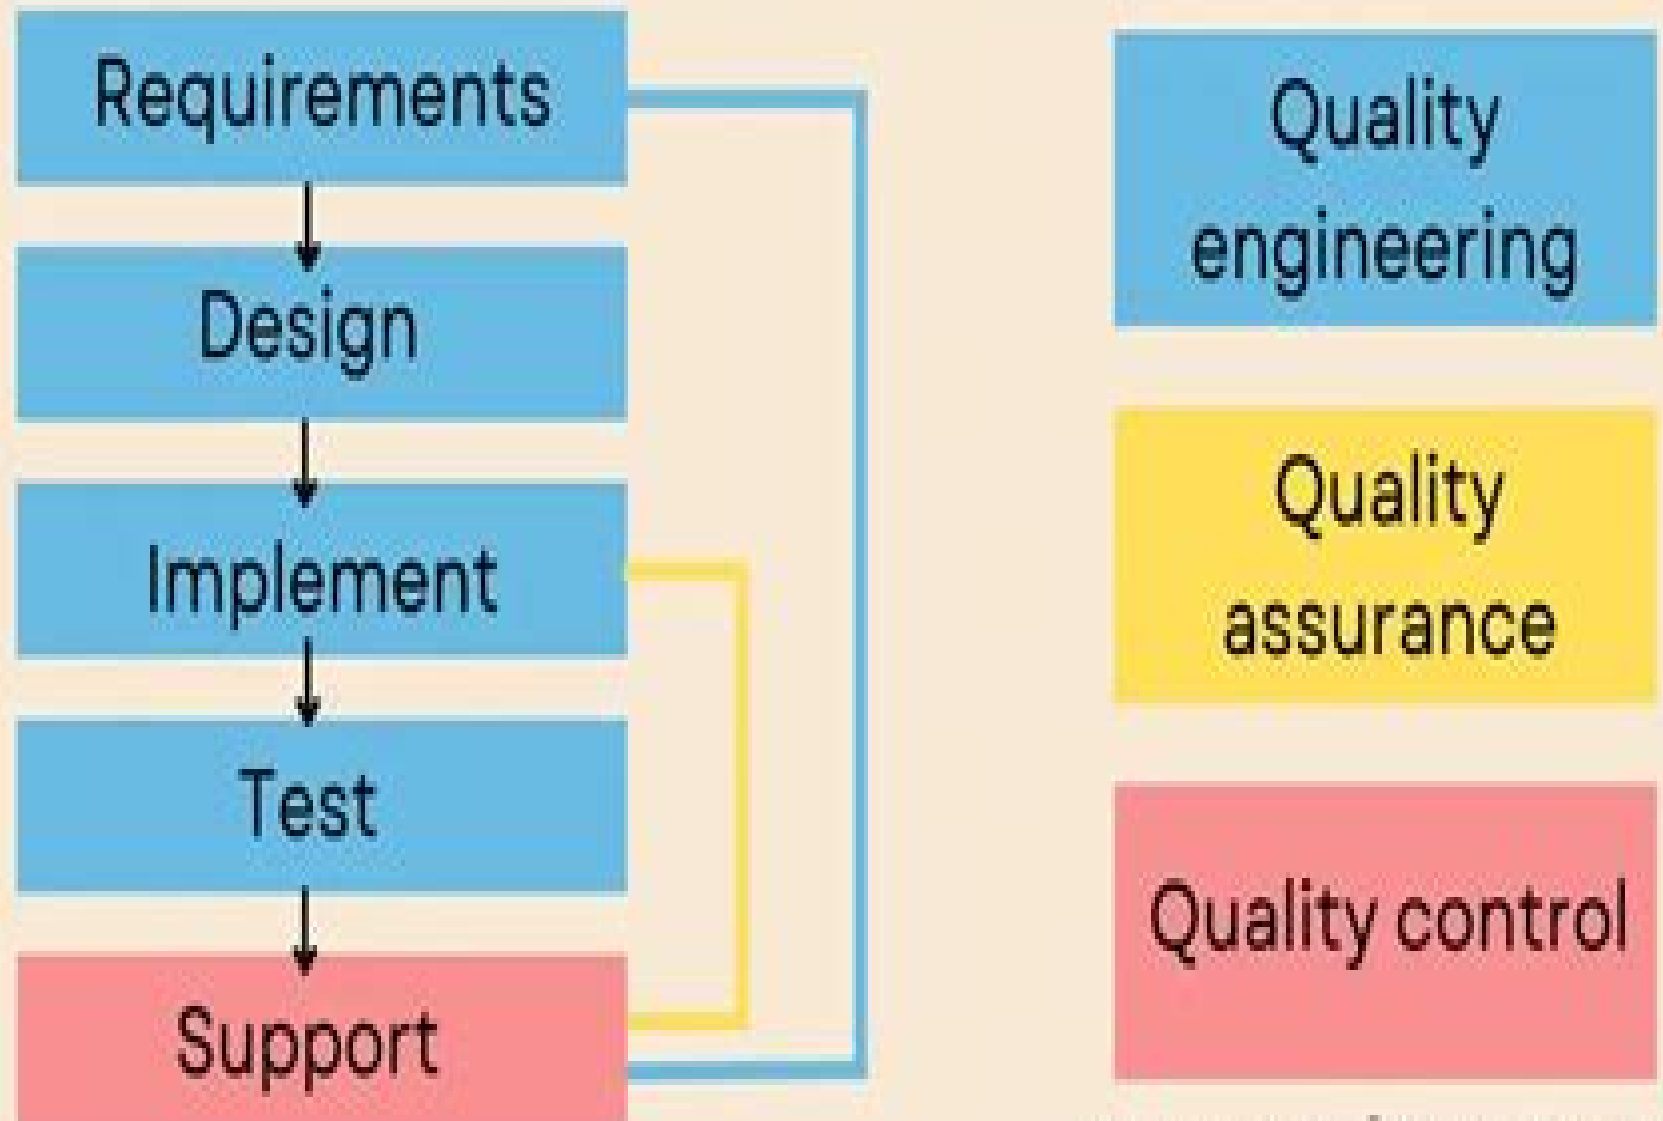 Requirements
Design
Implement
Test
Support
Quality
engineering
Quality
assurance
Quality control